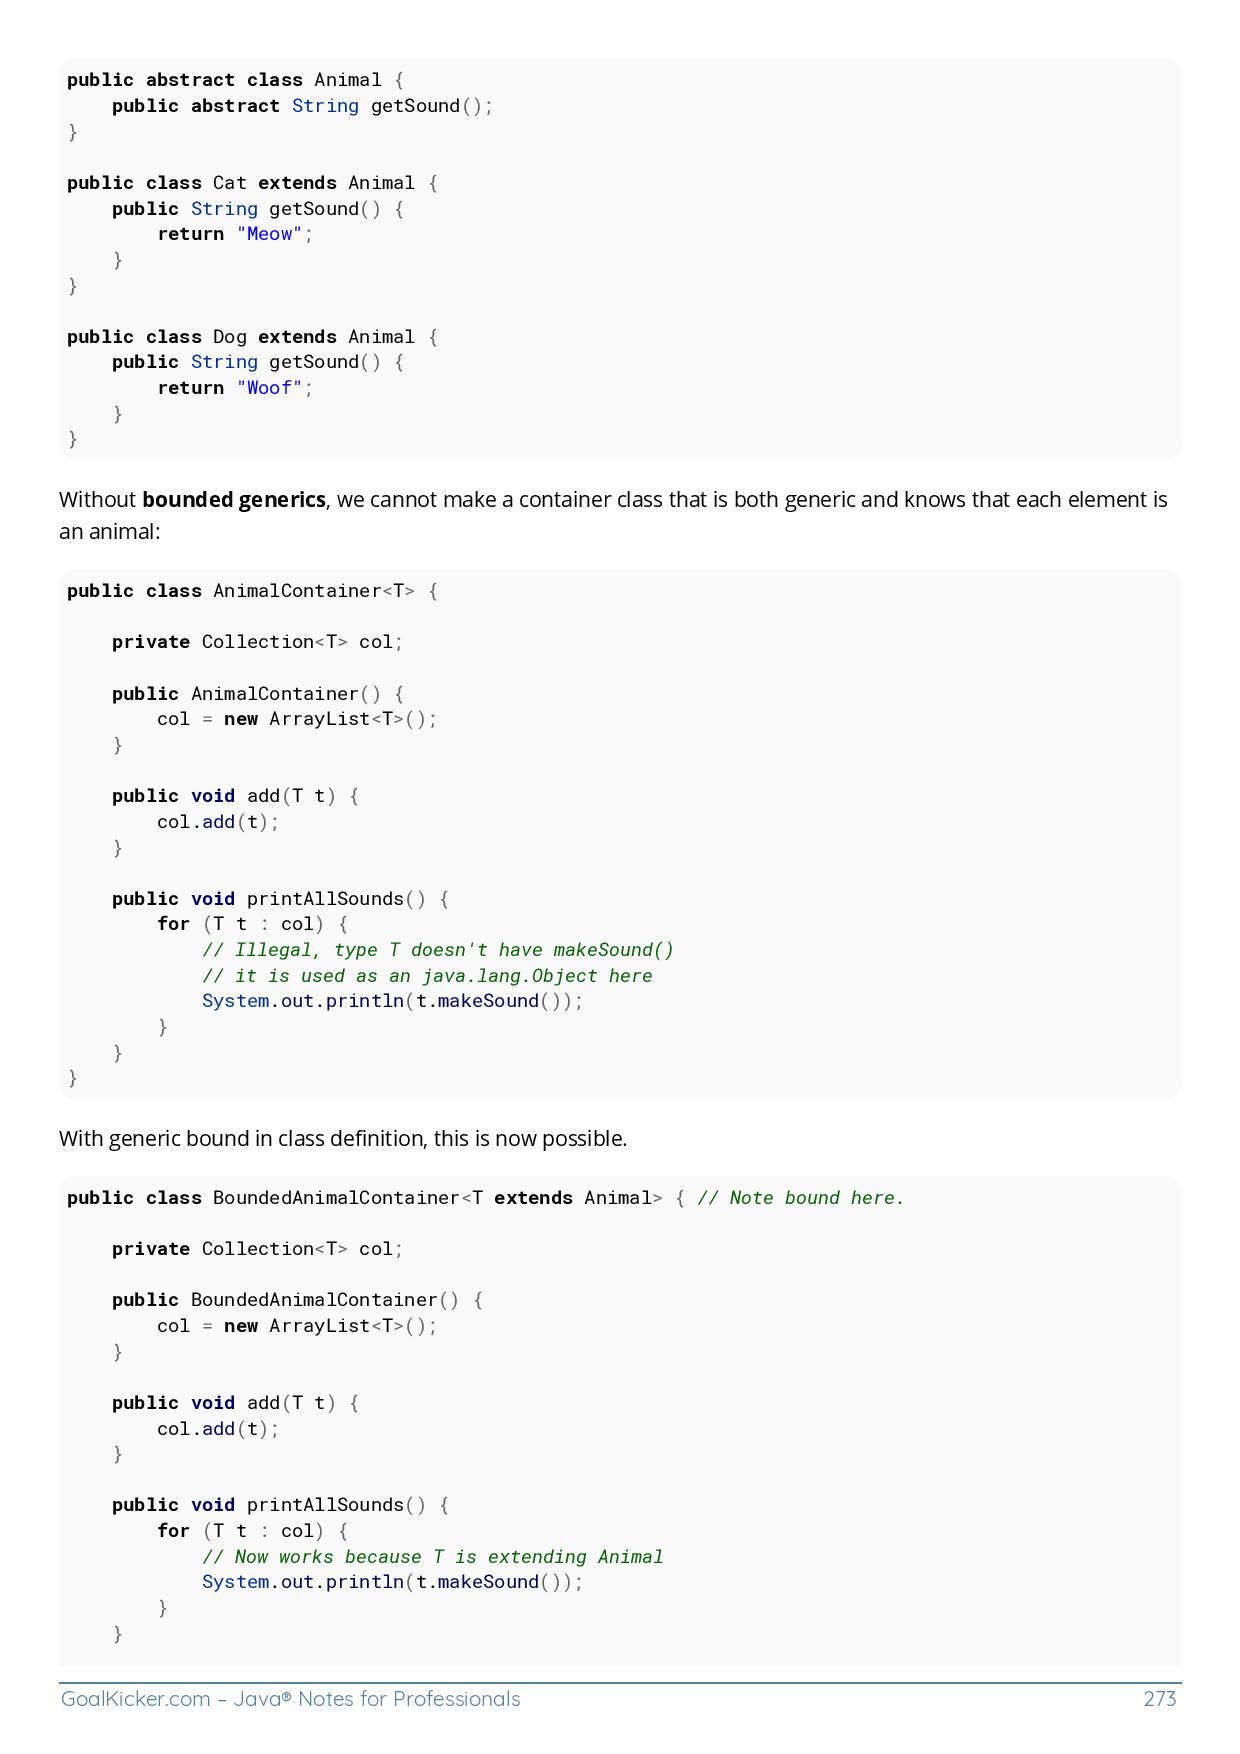 public abstract class Animal {
    public abstract String getSound();
}

public class Cat extends Animal {
    public String getSound() {
        return "Meow";
    }
}

public class Dog extends Animal {
    public String getSound() {
        return "Woof";
    }
}

Without bounded generics, we cannot make a container class that is both generic and knows that each element is
an animal:

public class AnimalContainer<T> {

    private Collection<T> col;

    public AnimalContainer() {
        col = new ArrayList<T>();
    }

    public void add(T t) {
        col.add(t);
    }

    public void printAllSounds() {
        for (T t : col) {
            // Illegal, type T doesn't have makeSound()
            // it is used as an java.lang.Object here
            System.out.println(t.makeSound());
        }
    }
}

With generic bound in class definition, this is now possible.

public class BoundedAnimalContainer<T extends Animal> { // Note bound here.

    private Collection<T> col;

    public BoundedAnimalContainer() {
        col = new ArrayList<T>();
    }

    public void add(T t) {
        col.add(t);
    }

    public void printAllSounds() {
        for (T t : col) {
            // Now works because T is extending Animal
            System.out.println(t.makeSound());
        }
    }

GoalKicker.com – Java® Notes for Professionals 273